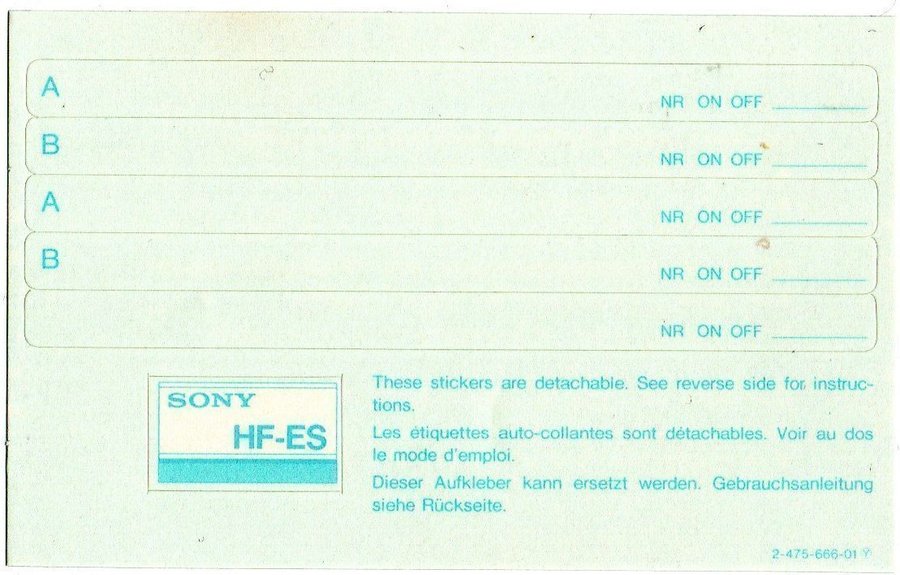 A NR ON OFF
B NR ON OFF
A NR ON OFF
B NR ON OFF
NR ON OFF
SONY
HF-ES
These stickers are detachable. See reverse side for instruc-
tions.
Les étiquettes auto-collantes sont détachables. Voir au dos
le mode d'emploi.
Dieser Aufkleber kann ersetzt werden. Gebrauchsanleitung
siehe Rückseite.
2-475-666-01